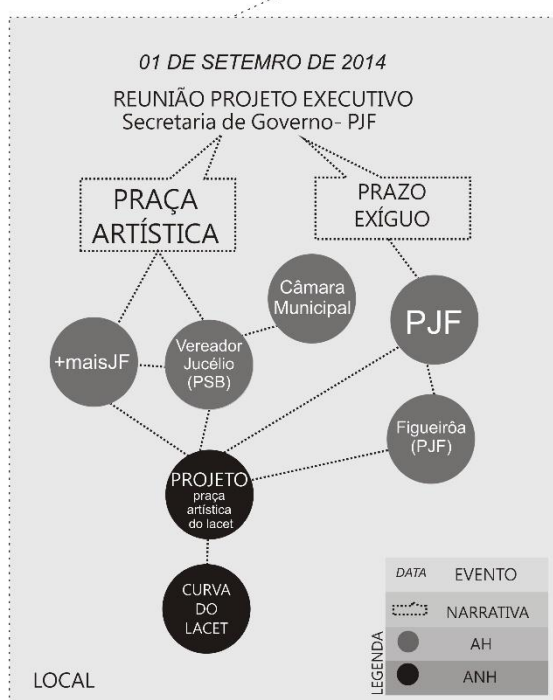 01 DE SETEMRO DE 2014
REUNIÃO PROJETO EXECUTIVO
Secretaria de Governo- PJF
PRAÇA
ARTÍSTICA
PRAZO
EXÍGUO
Câmara
Municipal
PJF
+maisJF
Vereador
Jucélio
(PSB)
Figueirôa
(PJF)
PROJETO
praça
artística
do lacet
CURVA
DO
LACET
LOCAL
LEGENDA
DATA EVENTO
NARRATIVA
AH
ANH